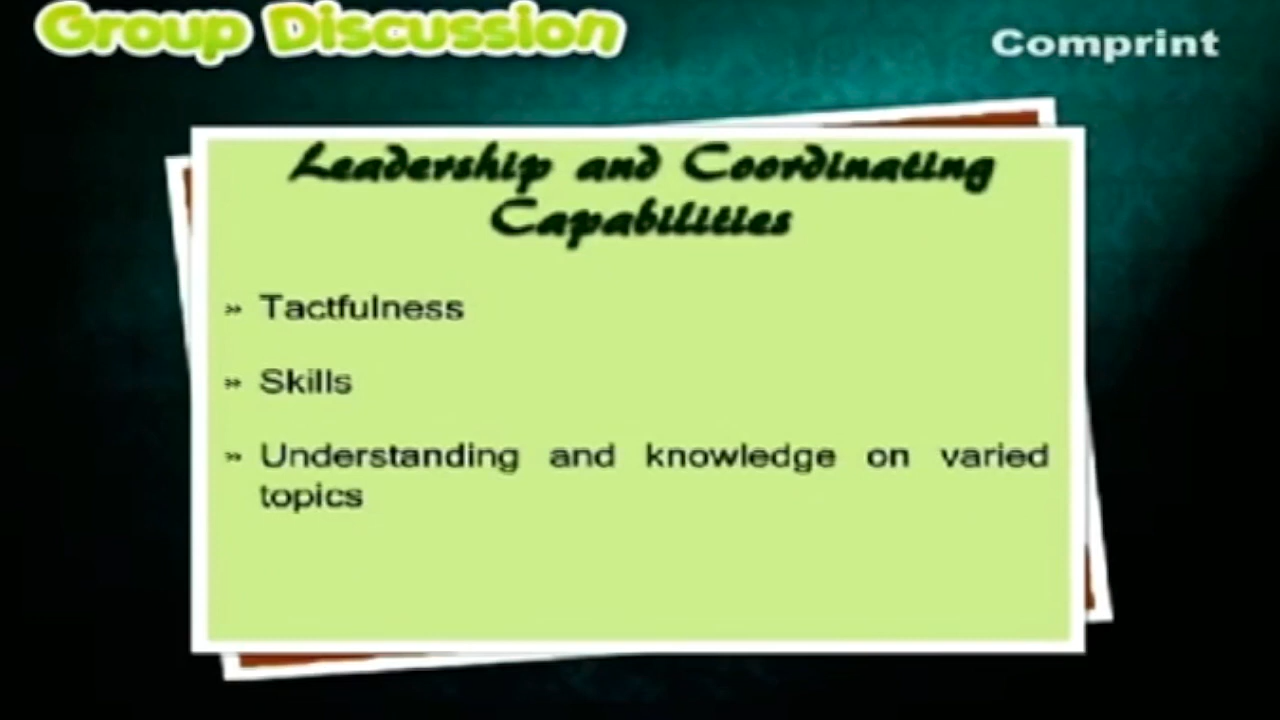 Group Discussion
Comprint
Leadership and Coordinating
Capabilities
» Tactfulness
» Skills
» Understanding and knowledge on varied
topics